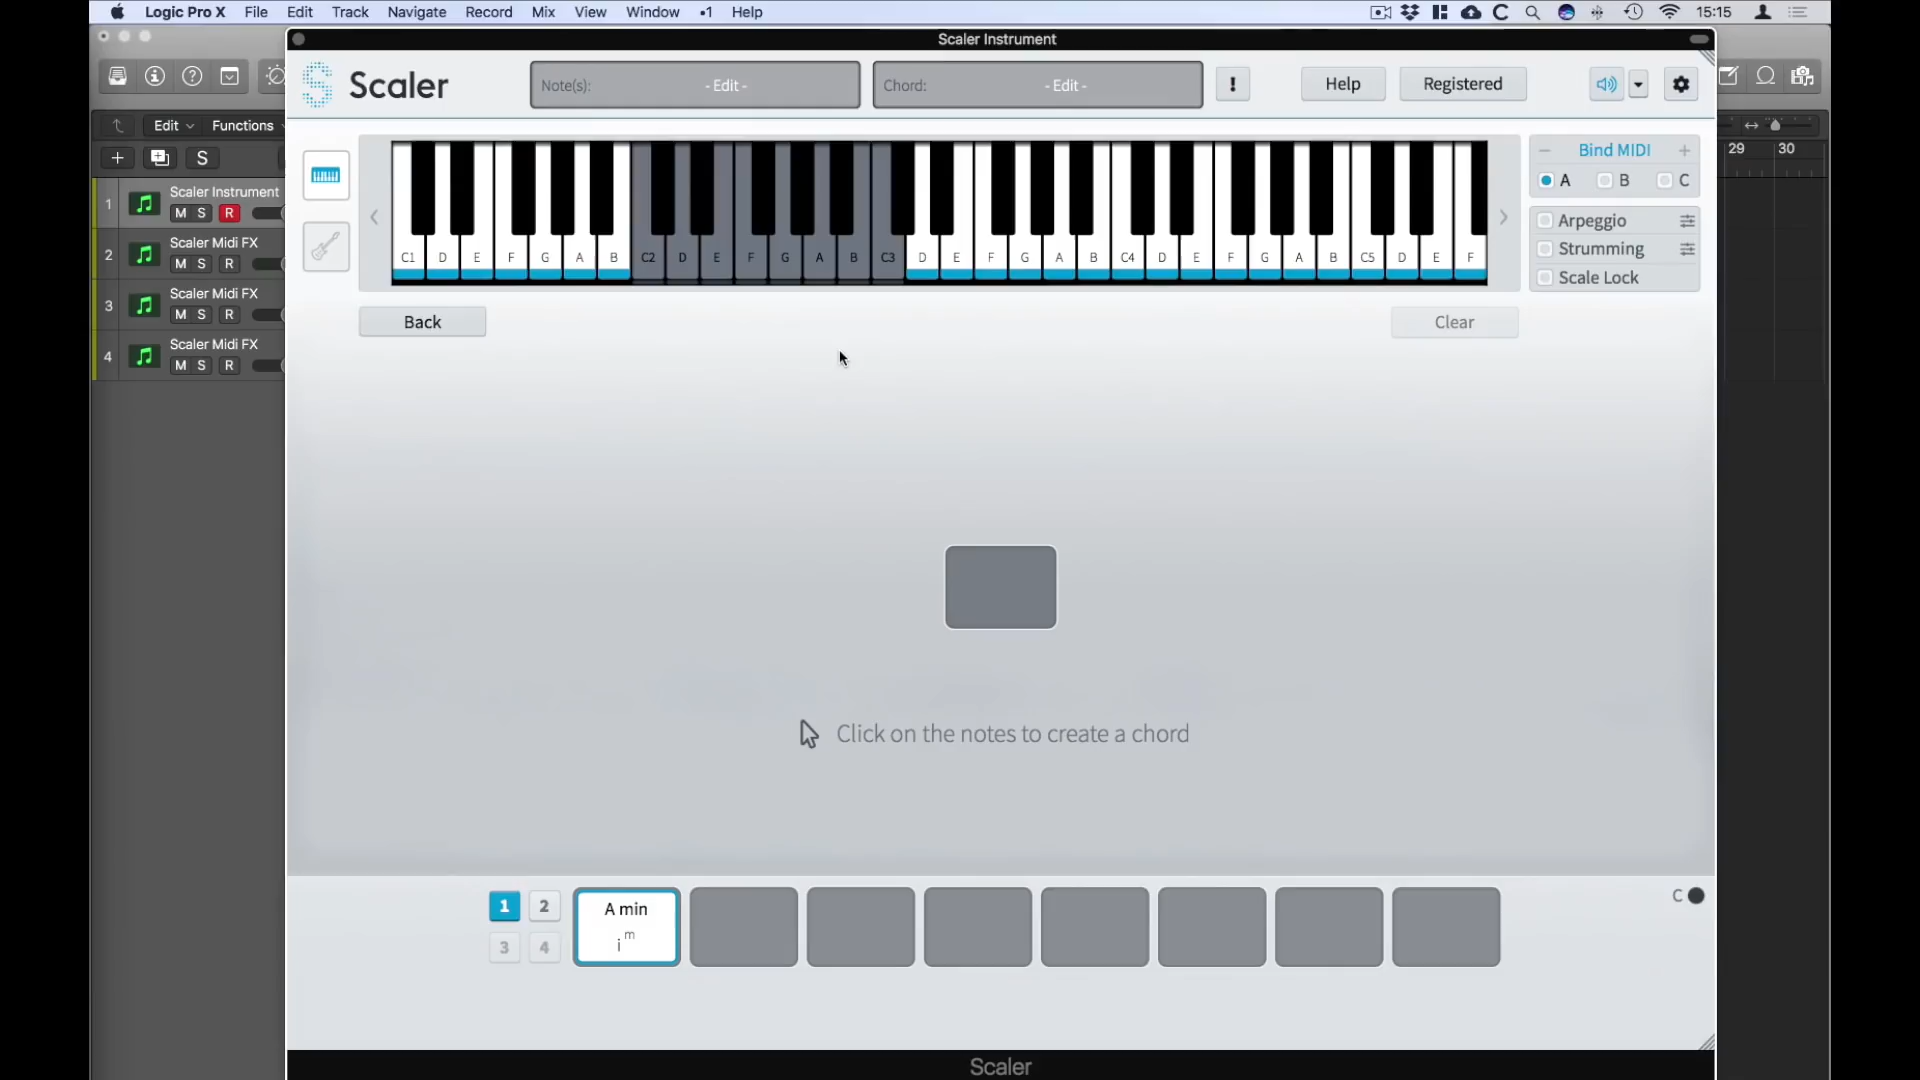 Logic Pro X File Edit Track Navigate Record Mix View Window •1 Help 15:15
Scaler Instrument
Scaler Note(s): - Edit - Chord: - Edit - ! Help Registered
Edit Functions
S
29 30
1 Scaler Instrument
M S R
2 Scaler Midi FX
M S R
3 Scaler Midi FX
M S R
4 Scaler Midi FX
M S R
C1 D E F G A B C2 D E F G A B C3 D E F G A B C4 D E F G A B C5 D E F
Bind MIDI
A B C
Arpeggio
Strumming
Scale Lock
Back Clear
Click on the notes to create a chord
1 2
3 4
A min
i m
C
Scaler